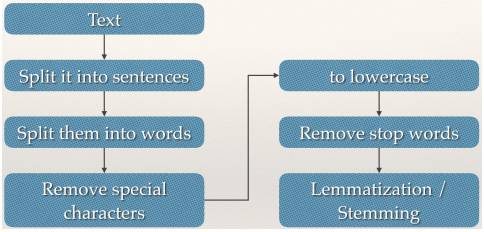 Text
Split it into sentences
Split them into words
Remove special
characters
to lowercase
Remove stop words
Lemmatization /
Stemming